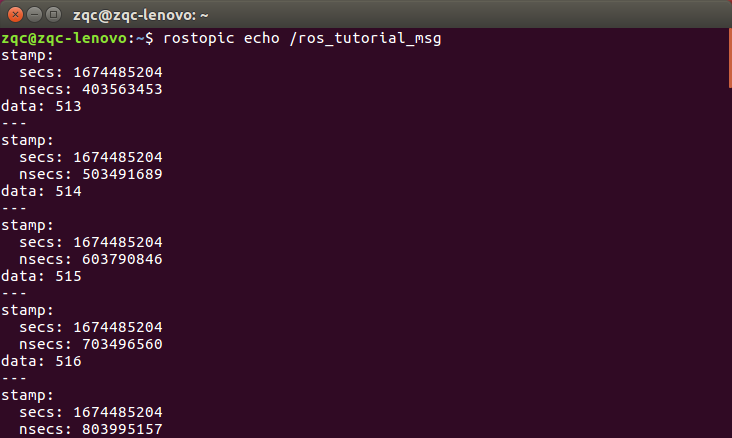 zqc@zqc-lenovo: ~
zqc@zqc-lenovo:~$ rostopic echo /ros_tutorial_msg
stamp:
  secs: 1674485204
  nsecs: 403563453
data: 513
---
stamp:
  secs: 1674485204
  nsecs: 503491689
data: 514
---
stamp:
  secs: 1674485204
  nsecs: 603790846
data: 515
---
stamp:
  secs: 1674485204
  nsecs: 703496560
data: 516
---
stamp:
  secs: 1674485204
  nsecs: 803995157